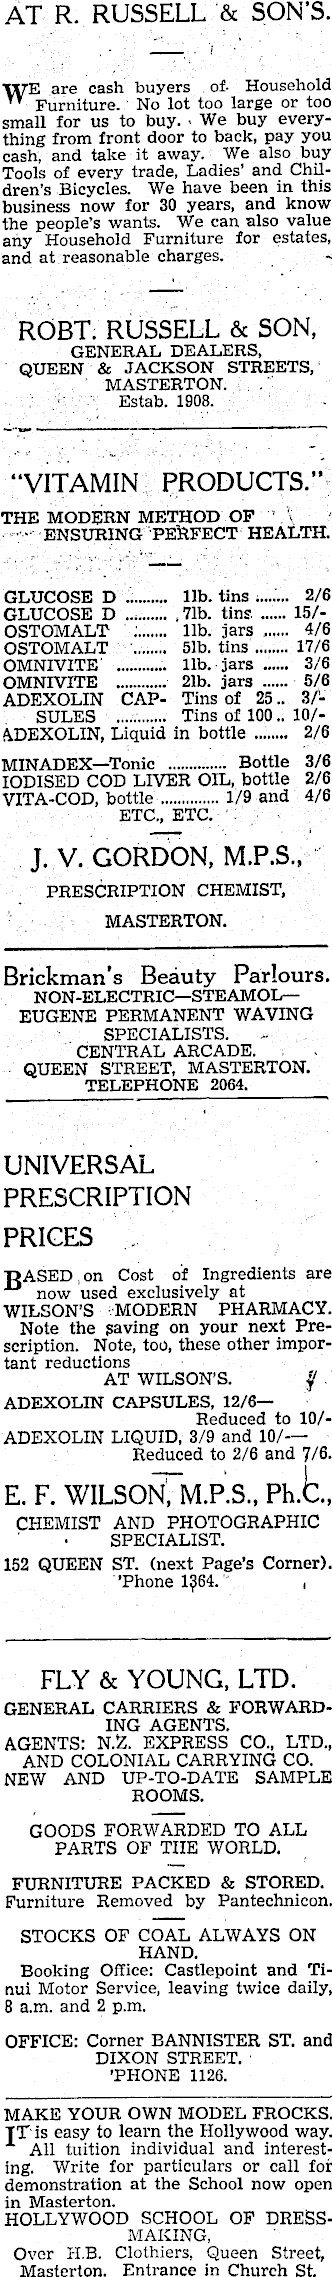 AT R. RUSSELL & SON'S.
WE are cash buyers of Household
Furniture. No lot too large or too
small for us to buy. We buy every-
thing from front door to back, pay you
cash, and take it away. We also buy
Tools of every trade, Ladies' and Chil-
dren's Bicycles. We have been in this
business now for 30 years, and know
the people's wants. We can also value
any Household Furniture for estates,
and at reasonable charges.
ROBT. RUSSELL & SON,
GENERAL DEALERS,
QUEEN & JACKSON STREETS,
MASTERTON.
Estab. 1908.
"VITAMIN PRODUCTS."
THE MODERN METHOD OF
ENSURING PERFECT HEALTH.
GLUCOSE D .......... 1lb. tins ........ 2/6
GLUCOSE D .......... 7lb. tins ...... 15/-
OSTOMALT ........ 1lb. jars ...... 4/6
OSTOMALT ........ 5lb. tins ........ 17/6
OMNIVITE ............ 1lb. jars ...... 3/6
OMNIVITE ............ 2lb. jars ...... 5/6
ADEXOLIN CAP- Tins of 25 .. 3/-
SULES ............ Tins of 100 .. 10/-
ADEXOLIN, Liquid in bottle ........ 2/6
MINADEX—Tonic .............. Bottle 3/6
IODISED COD LIVER OIL, bottle 2/6
VITA-COD, bottle .............. 1/9 and 4/6
ETC., ETC.
J. V. GORDON, M.P.S.,
PRESCRIPTION CHEMIST,
MASTERTON.
Brickman's Beauty Parlours.
NON-ELECTRIC—STEAMOL—
EUGENE PERMANENT WAVING
SPECIALISTS.
CENTRAL ARCADE.
QUEEN STREET, MASTERTON.
TELEPHONE 2064.
UNIVERSAL
PRESCRIPTION
PRICES
BASED on Cost of Ingredients are
now used exclusively at
WILSON'S MODERN PHARMACY.
Note the saving on your next Pre-
scription. Note, too, these other impor-
tant reductions
AT WILSON'S.
ADEXOLIN CAPSULES, 12/6—
Reduced to 10/-
ADEXOLIN LIQUID, 3/9 and 10/-—
Reduced to 2/6 and 7/6.
E. F. WILSON, M.P.S., Ph.C.,
CHEMIST AND PHOTOGRAPHIC
SPECIALIST.
152 QUEEN ST. (next Page's Corner).
'Phone 1364.
FLY & YOUNG, LTD.
GENERAL CARRIERS & FORWARD-
ING AGENTS.
AGENTS: N.Z. EXPRESS CO., LTD.,
AND COLONIAL CARRYING CO.
NEW AND UP-TO-DATE SAMPLE
ROOMS.
GOODS FORWARDED TO ALL
PARTS OF THE WORLD.
FURNITURE PACKED & STORED.
Furniture Removed by Pantechnicon.
STOCKS OF COAL ALWAYS ON
HAND.
Booking Office: Castlepoint and Ti-
nui Motor Service, leaving twice daily,
8 a.m. and 2 p.m.
OFFICE: Corner BANNISTER ST. and
DIXON STREET.
'PHONE 1126.
MAKE YOUR OWN MODEL FROCKS.
IT is easy to learn the Hollywood way.
All tuition individual and interest-
ing. Write for particulars or call for
demonstration at the School now open
in Masterton.
HOLLYWOOD SCHOOL OF DRESS-
MAKING,
Over H.B. Clothiers, Queen Street,
Masterton. Entrance in Church St.